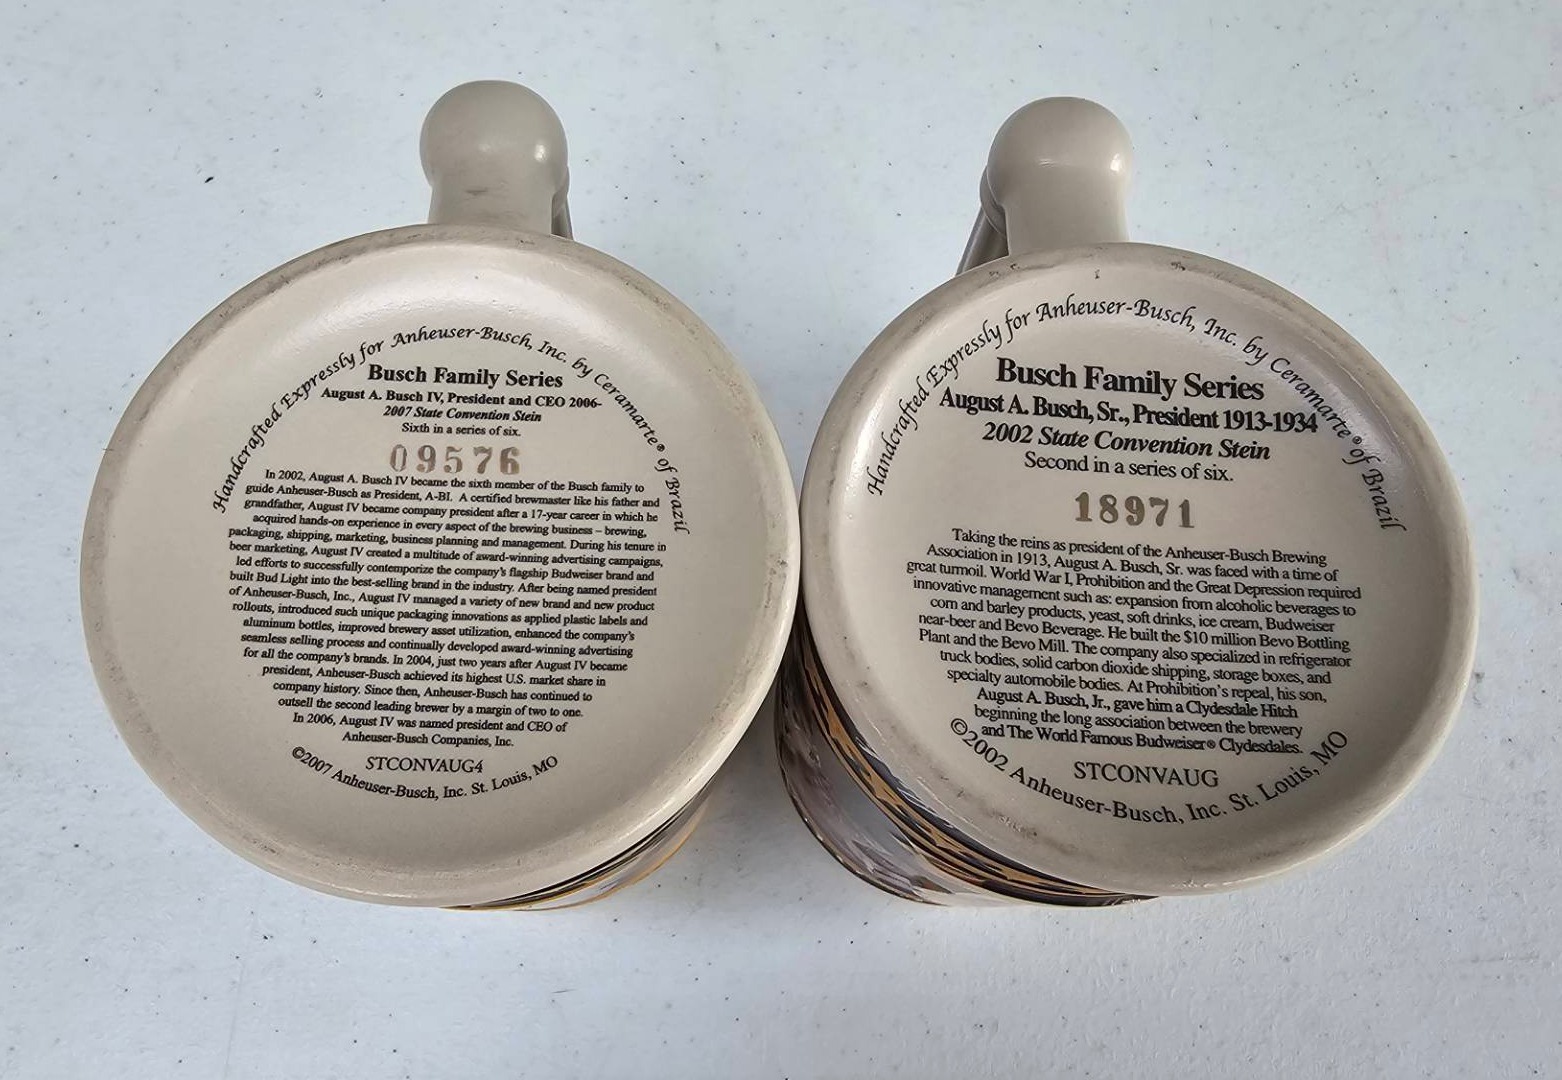 Handcrafted Expressly for Anheuser-Busch, Inc. by Ceramarte® of Brazil
Busch Family Series
August A. Busch IV, President and CEO 2006-
2007 State Convention Stein
Sixth in a series of six.
09576
In 2002, August A. Busch IV became the sixth member of the Busch family to
guide Anheuser-Busch as President, A-BI. A certified brewmaster like his father and
grandfather, August IV became company president after a 17-year career in which he
acquired hands-on experience in every aspect of the brewing business – brewing,
packaging, shipping, marketing, business planning and management. During his tenure in
beer marketing, August IV created a multitude of award-winning advertising campaigns,
led efforts to successfully contemporize the company's flagship Budweiser brand and
built Bud Light into the best-selling brand in the industry. After being named president
of Anheuser-Busch, Inc., August IV managed a variety of new brand and new product
rollouts, introduced such unique packaging innovations as applied plastic labels and
aluminum bottles, improved brewery asset utilization, enhanced the company's
seamless selling process and continually developed award-winning advertising
for all the company's brands. In 2004, just two years after August IV became
president, Anheuser-Busch achieved its highest U.S. market share in
company history. Since then, Anheuser-Busch has continued to
outsell the second leading brewer by a margin of two to one.
In 2006, August IV was named president and CEO of
Anheuser-Busch Companies, Inc.
STCONVAUG4
©2007 Anheuser-Busch, Inc. St. Louis, MO
Handcrafted Expressly for Anheuser-Busch, Inc. by Ceramarte® of Brazil
Busch Family Series
August A. Busch, Sr., President 1913-1934
2002 State Convention Stein
Second in a series of six.
18971
Taking the reins as president of the Anheuser-Busch Brewing
Association in 1913, August A. Busch, Sr. was faced with a time of
great turmoil. World War I, Prohibition and the Great Depression required
innovative management such as: expansion from alcoholic beverages to
corn and barley products, yeast, soft drinks, ice cream, Budweiser
near-beer and Bevo Beverage. He built the $10 million Bevo Bottling
Plant and the Bevo Mill. The company also specialized in refrigerator
truck bodies, solid carbon dioxide shipping, storage boxes, and
specialty automobile bodies. At Prohibition's repeal, his son,
August A. Busch, Jr., gave him a Clydesdale Hitch
beginning the long association between the brewery
and The World Famous Budweiser® Clydesdales.
STCONVAUG
©2002 Anheuser-Busch, Inc. St. Louis, MO